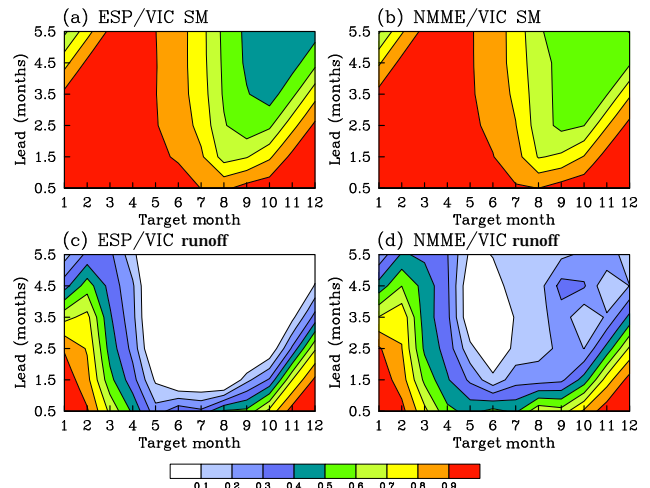 (a) ESP/VIC SM (b) NMME/VIC SM
5.5 5.5
4.5 4.5
3.5 3.5
2.5 2.5
1.5 1.5
0.5 0.5
Lead (months) Lead (months)
1 2 3 4 5 6 7 8 9 10 11 12 1 2 3 4 5 6 7 8 9 10 11 12
Target month Target month
(c) ESP/VIC runoff (d) NMME/VIC runoff
5.5 5.5
4.5 4.5
3.5 3.5
2.5 2.5
1.5 1.5
0.5 0.5
Lead (months) Lead (months)
1 2 3 4 5 6 7 8 9 10 11 12 1 2 3 4 5 6 7 8 9 10 11 12
Target month Target month
0.1 0.2 0.3 0.4 0.5 0.6 0.7 0.8 0.9